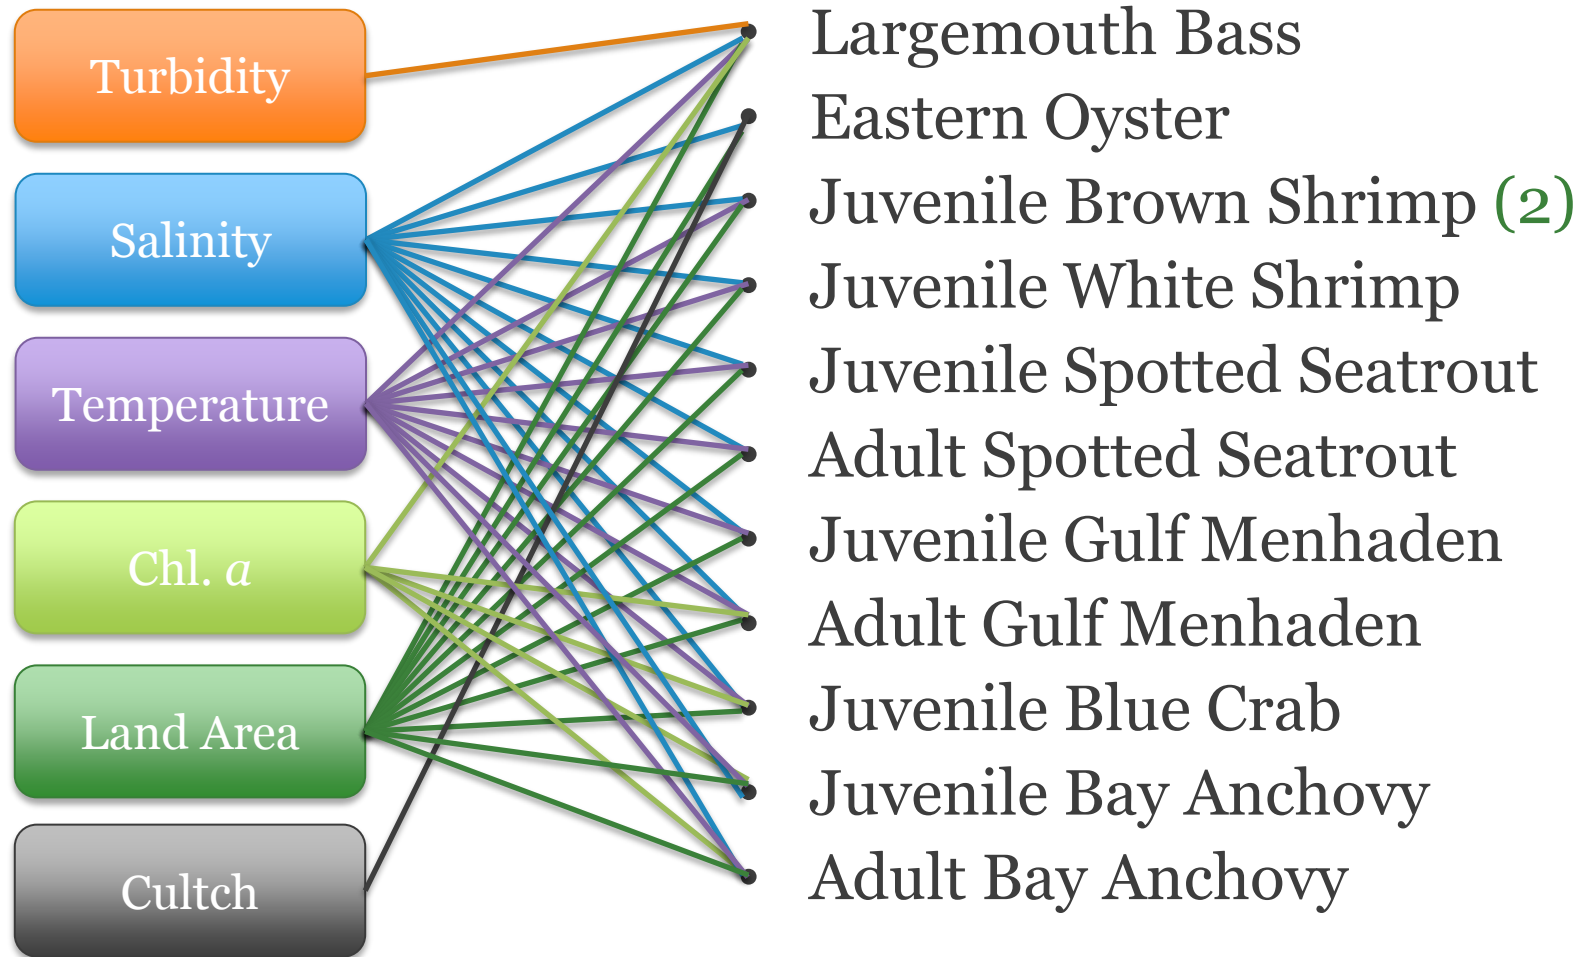 Turbidity
Salinity
Temperature
Chl. a
Land Area
Cultch
Largemouth Bass
Eastern Oyster
Juvenile Brown Shrimp (2)
Juvenile White Shrimp
Juvenile Spotted Seatrout
Adult Spotted Seatrout
Juvenile Gulf Menhaden
Adult Gulf Menhaden
Juvenile Blue Crab
Juvenile Bay Anchovy
Adult Bay Anchovy